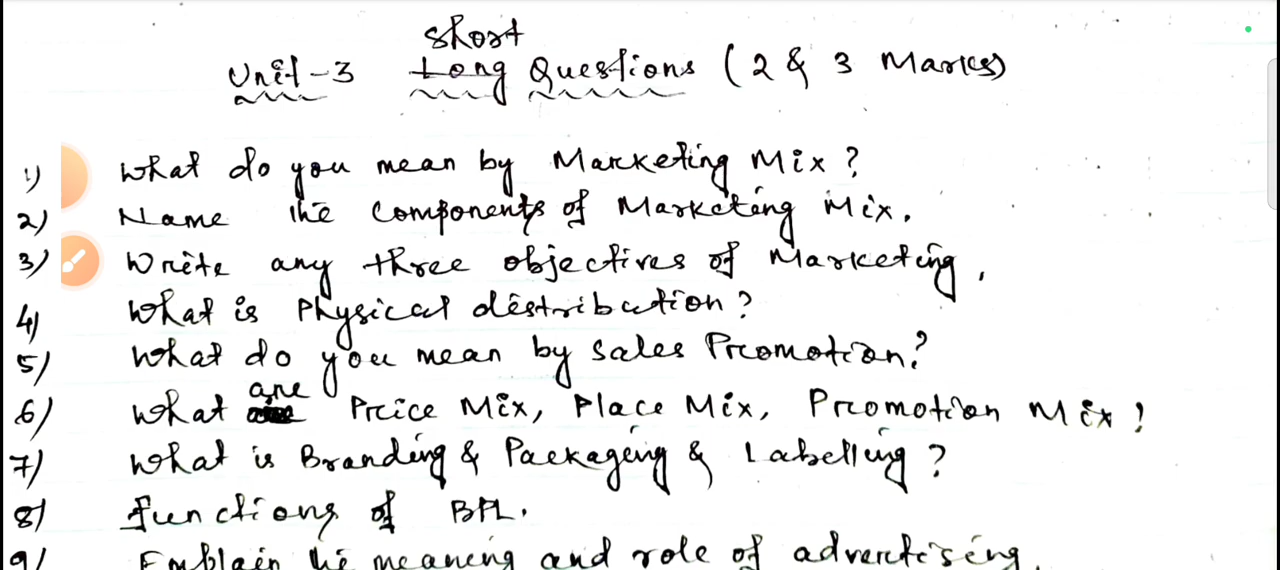 Short
Unit-3 Long Questions (2 & 3 Marks)
1) What do you mean by Marketing Mix?
2) Name the components of Marketing Mix.
3) Write any three objectives of Marketing.
4) What is Physical distribution?
5) What do you mean by Sales Promotion?
are
6) What Price Mix, Place Mix, Promotion Mix?
7) What is Branding & Packaging & Labelling?
8) Functions of BPL.
9) Explain the meaning and role of advertising.